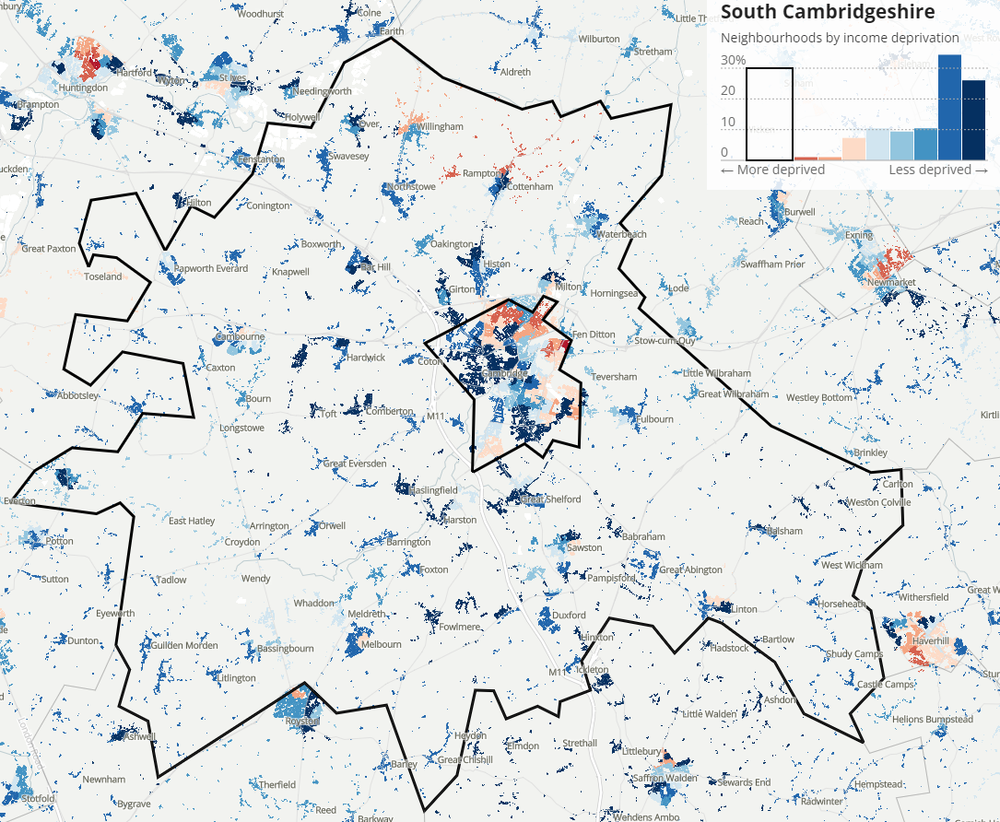 South Cambridgeshire
Neighbourhoods by income deprivation
30%
20
10
0
← More deprived
Less deprived →
Woodhurst
Colne
Earith
Wilburton
Stretham
Aldreth
Hartford
Huntingdon
St Ives
Needingworth
Brampton
Holywell
Over
Willingham
Swavesey
Fenstanton
Rampton
Cottenham
Northstowe
Hilton
Conington
Burwell
Reach
Waterbeach
Exning
Great Paxton
Boxworth
Oakington
Toseland
Papworth Everard
Knapwell
Bar Hill
Histon
Swaffham Prior
Girton
Milton
Horningsea
Lode
Newmarket
Cambourne
Fen Ditton
Stow-cum-Quy
Hardwick
Coton
Caxton
Cambridge
Teversham
Little Wilbraham
Abbotsley
Bourn
Great Wilbraham
Westley Bottom
Toft
Comberton
M11
Fulbourn
Longstowe
Brinkley
Great Eversden
Carlton
Everton
Haslingfield
Great Shelford
Weston Colville
East Hatley
Arrington
Orwell
Harston
Balsham
Potton
Croydon
Barrington
Babraham
Sawston
West Wickham
Foxton
Great Abington
Sutton
Tadlow
Wendy
Pampisford
Whaddon
Horseheath
Withersfield
Eyeworth
Meldreth
Duxford
Linton
Fowlmere
Dunton
Guilden Morden
Bassingbourn
Melbourn
Hinxton
Hadstock
Bartlow
Haverhill
Shudy Camps
Litlington
M11
Ickleton
Castle Camps
Ashdon
Royston
Little Walden
Helions Bumpstead
Ashwell
Heydon
Elmdon
Strethall
Littlebury
Barley
Great Chishill
Newnham
Saffron Walden
Sewards End
Hempstead
Stotfold
Therfield
Bygrave
Reed
Barkway
Wendens Ambo
Radwinter